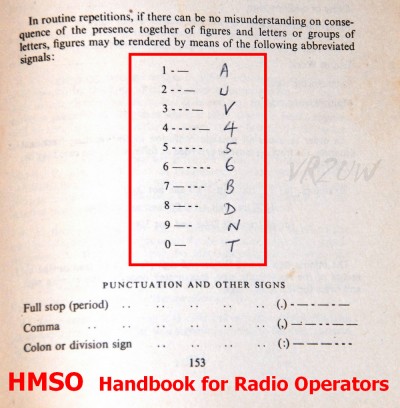 In routine repetitions, if there can be no misunderstanding on conse-
quence of the presence together of figures and letters or groups of
letters, figures may be rendered by means of the following abbreviated
signals:
1 ·— A
2 ··— U
3 ···— V
4 ····— 4
5 ····· 5
6 —···· 6
7 —··· B
8 —·· D
9 —· N
0 — T
VR2UW
PUNCTUATION AND OTHER SIGNS
Full stop (period) .. .. .. .. .. (.) ·—·—·—
Comma .. .. .. .. .. (,) ——··——
Colon or division sign .. .. .. .. (:) ———···
153
HMSO Handbook for Radio Operators